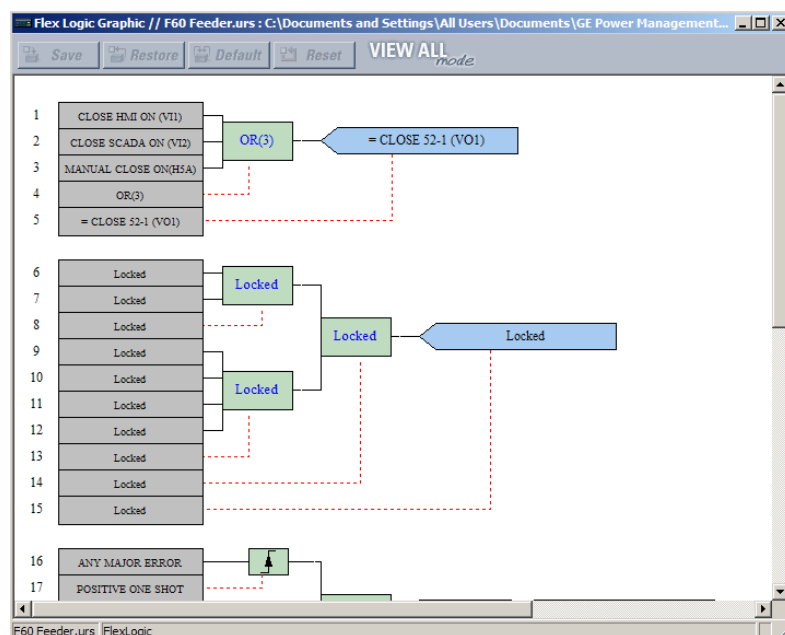 Flex Logic Graphic // F60 Feeder.urs : C:\Documents and Settings\All Users\Documents\GE Power Management...
Save Restore Default Reset VIEW ALL mode
1 CLOSE HMI ON (VI1)
2 CLOSE SCADA ON (VI2) OR(3) = CLOSE 52-1 (VO1)
3 MANUAL CLOSE ON(H5A)
4 OR(3)
5 = CLOSE 52-1 (VO1)
6 Locked
Locked
7 Locked
8 Locked
Locked Locked
9 Locked
10 Locked
Locked
11 Locked
12 Locked
13 Locked
14 Locked
15 Locked
16 ANY MAJOR ERROR
17 POSITIVE ONE SHOT
F60 Feeder.urs FlexLogic